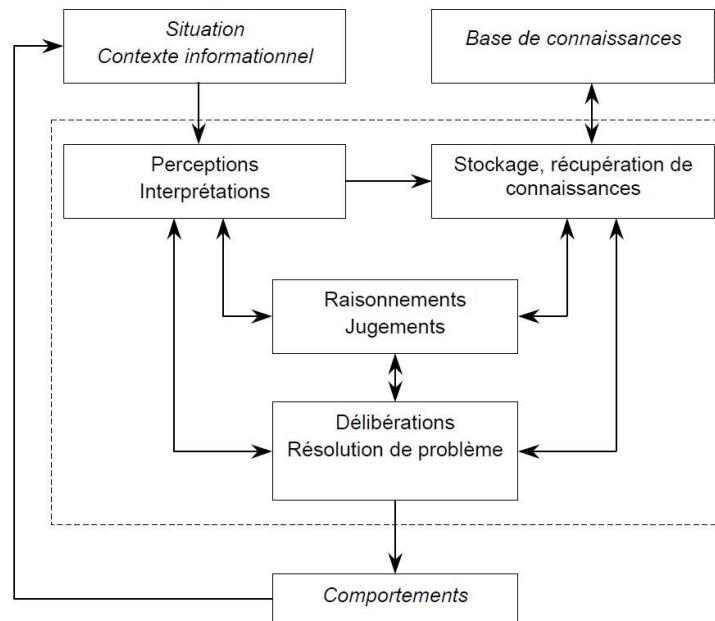 Situation
Contexte informationnel
Base de connaissances
Perceptions
Interprétations
Stockage, récupération de
connaissances
Raisonnements
Jugements
Délibérations
Résolution de problème
Comportements